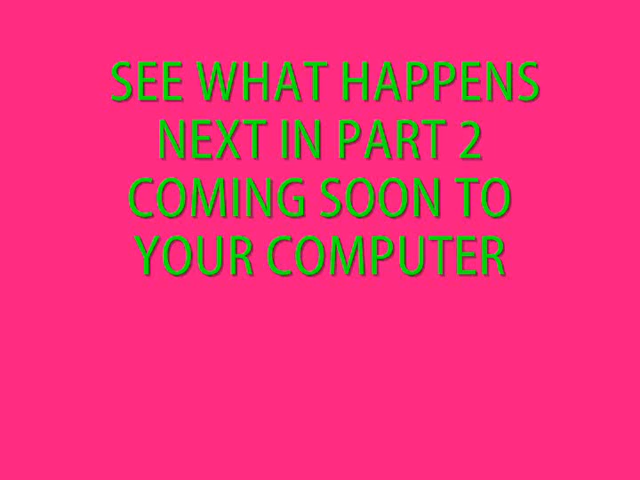 SEE WHAT HAPPENS
NEXT IN PART 2
COMING SOON TO
YOUR COMPUTER